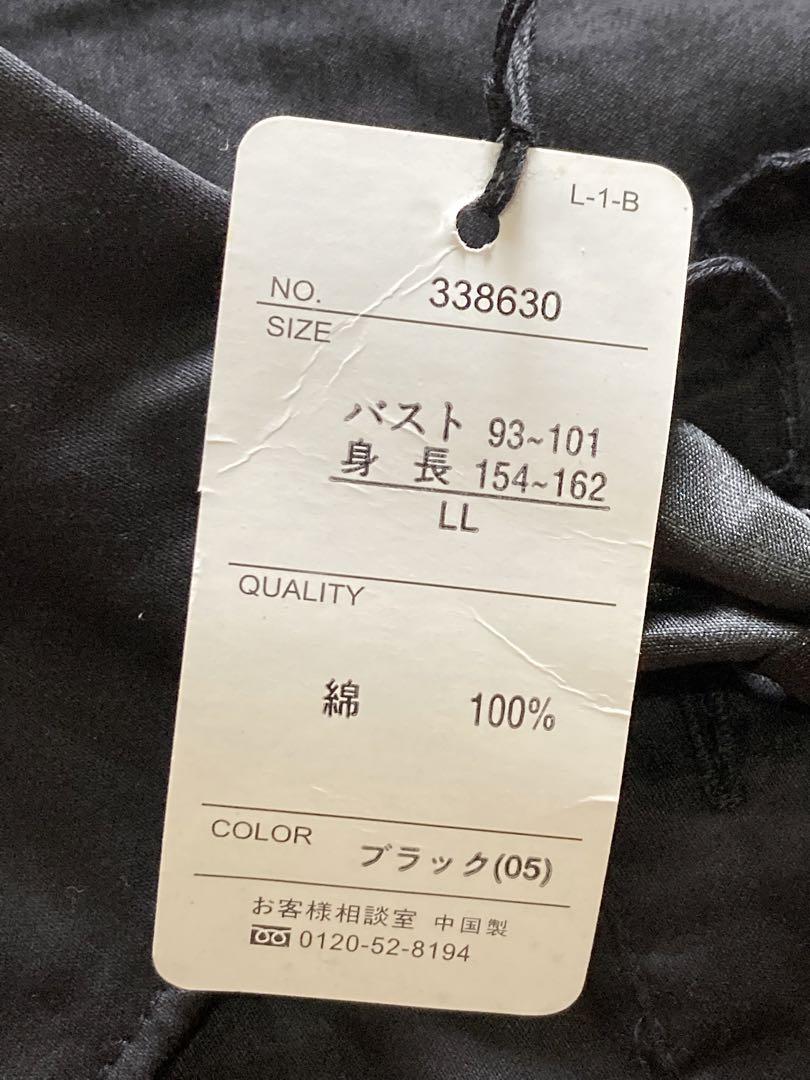 L-1-B
NO. 338630
SIZE
バスト 93~101
身長 154~162
LL
QUALITY
綿 100%
COLOR ブラック(05)
お客様相談室 中国製
0120-52-8194